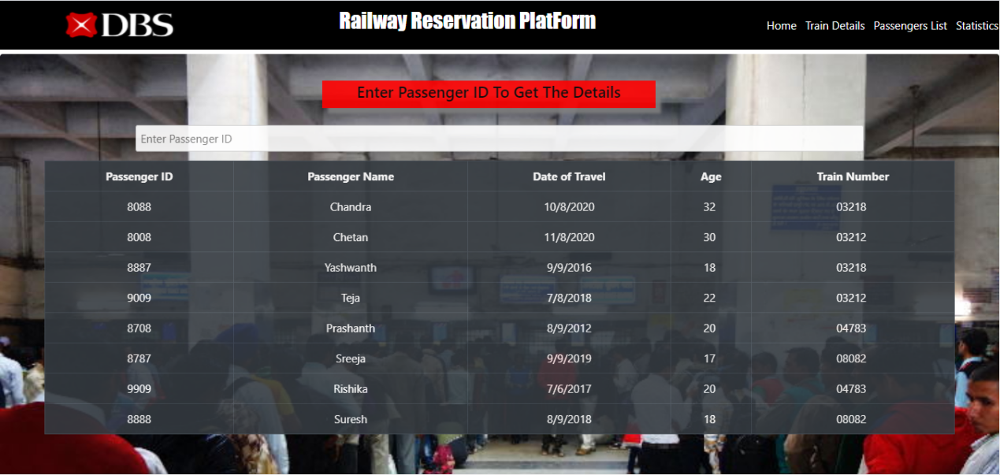 DBS
Railway Reservation PlatForm
Home Train Details Passengers List Statistics
Enter Passenger ID To Get The Details
Enter Passenger ID
Passenger ID Passenger Name Date of Travel Age Train Number
8088 Chandra 10/8/2020 32 03218
8008 Chetan 11/8/2020 30 03212
8887 Yashwanth 9/9/2016 18 03218
9009 Teja 7/8/2018 22 03212
8708 Prashanth 8/9/2012 20 04783
8787 Sreeja 9/9/2019 17 08082
9909 Rishika 7/6/2017 20 04783
8888 Suresh 8/9/2018 18 08082